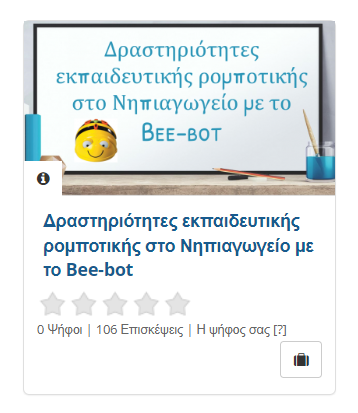 Δραστηριότητες
εκπαιδευτικής ρομποτικής
στο Νηπιαγωγείο με το
BEE-BOT
Δραστηριότητες εκπαιδευτικής
ρομποτικής στο Νηπιαγωγείο με
το Bee-bot
0 Ψήφοι | 106 Επισκέψεις | Η ψήφος σας [?]